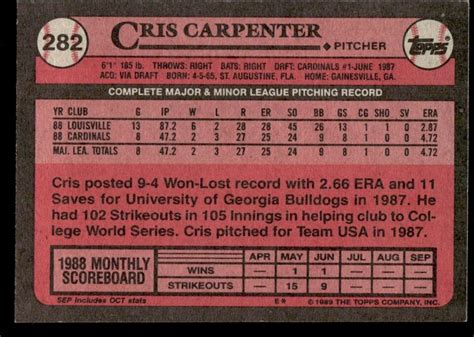 282
CRIS CARPENTER
PITCHER
TOPPS
6'1" 185 lb. THROWS: RIGHT BATS: RIGHT DRFT: CARDINALS #1-JUNE 1987
ACQ: VIA DRAFT BORN: 4-5-65, ST. AUGUSTINE, FLA. HOME: GAINESVILLE, GA.
COMPLETE MAJOR & MINOR LEAGUE PITCHING RECORD
YR CLUB G IP W L R ER SO BB GS CG SHO SV ERA
88 LOUISVILLE 13 87.2 6 2 28 28 45 26 13 1 1 0 2.87
88 CARDINALS 8 47.2 2 3 27 25 24 9 8 1 0 0 4.72
MAJ. LEA. TOTALS 8 47.2 2 3 27 25 24 9 8 1 0 0 4.72
Cris posted 9-4 Won-Lost record with 2.66 ERA and 11
Saves for University of Georgia Bulldogs in 1987. He
had 102 Strikeouts in 105 Innings in helping club to Col-
lege World Series. Cris pitched for Team USA in 1987.
1988 MONTHLY SCOREBOARD
APR MAY JUN JUL AUG SEP
WINS — 1 1 — — —
STRIKEOUTS — 15 9 — — —
SEP Includes OCT stats
E* © 1989 THE TOPPS COMPANY, INC.